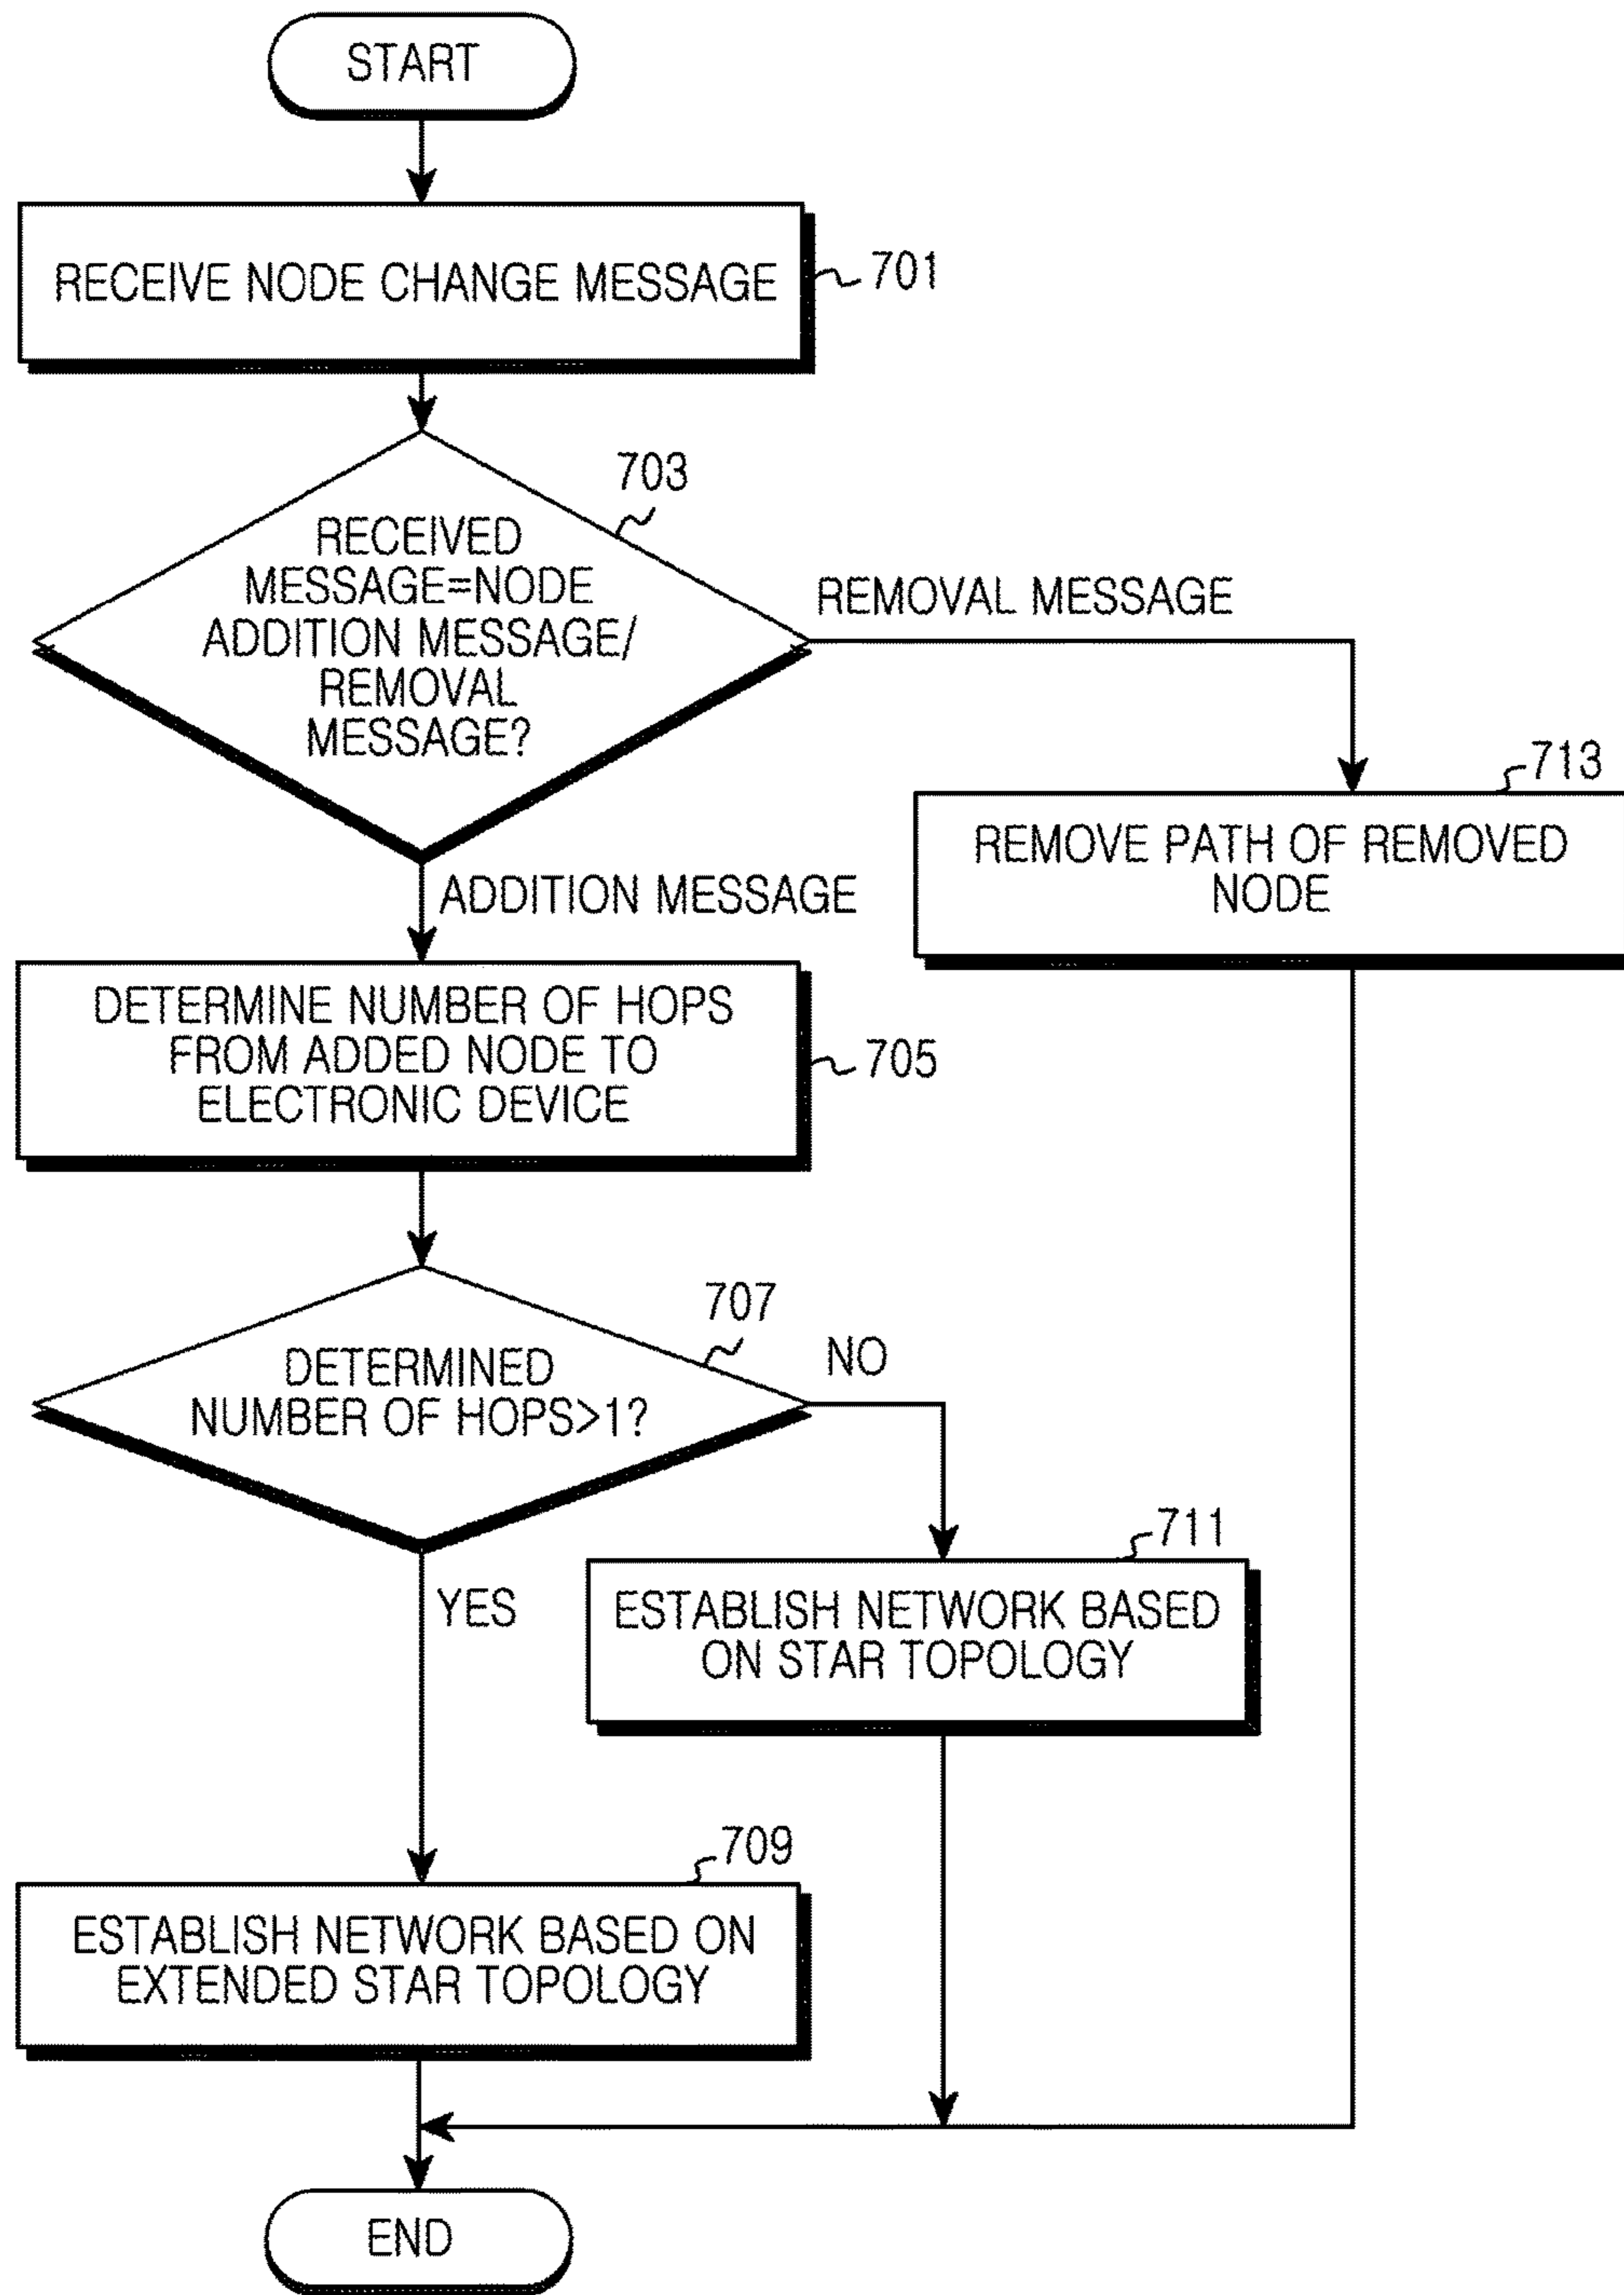 START
RECEIVE NODE CHANGE MESSAGE
701
703
RECEIVED
MESSAGE=NODE
ADDITION MESSAGE/
REMOVAL
MESSAGE?
REMOVAL MESSAGE
713
REMOVE PATH OF REMOVED
NODE
ADDITION MESSAGE
DETERMINE NUMBER OF HOPS
FROM ADDED NODE TO
ELECTRONIC DEVICE
705
707
DETERMINED
NUMBER OF HOPS>1?
NO
711
ESTABLISH NETWORK BASED
ON STAR TOPOLOGY
YES
709
ESTABLISH NETWORK BASED ON
EXTENDED STAR TOPOLOGY
END